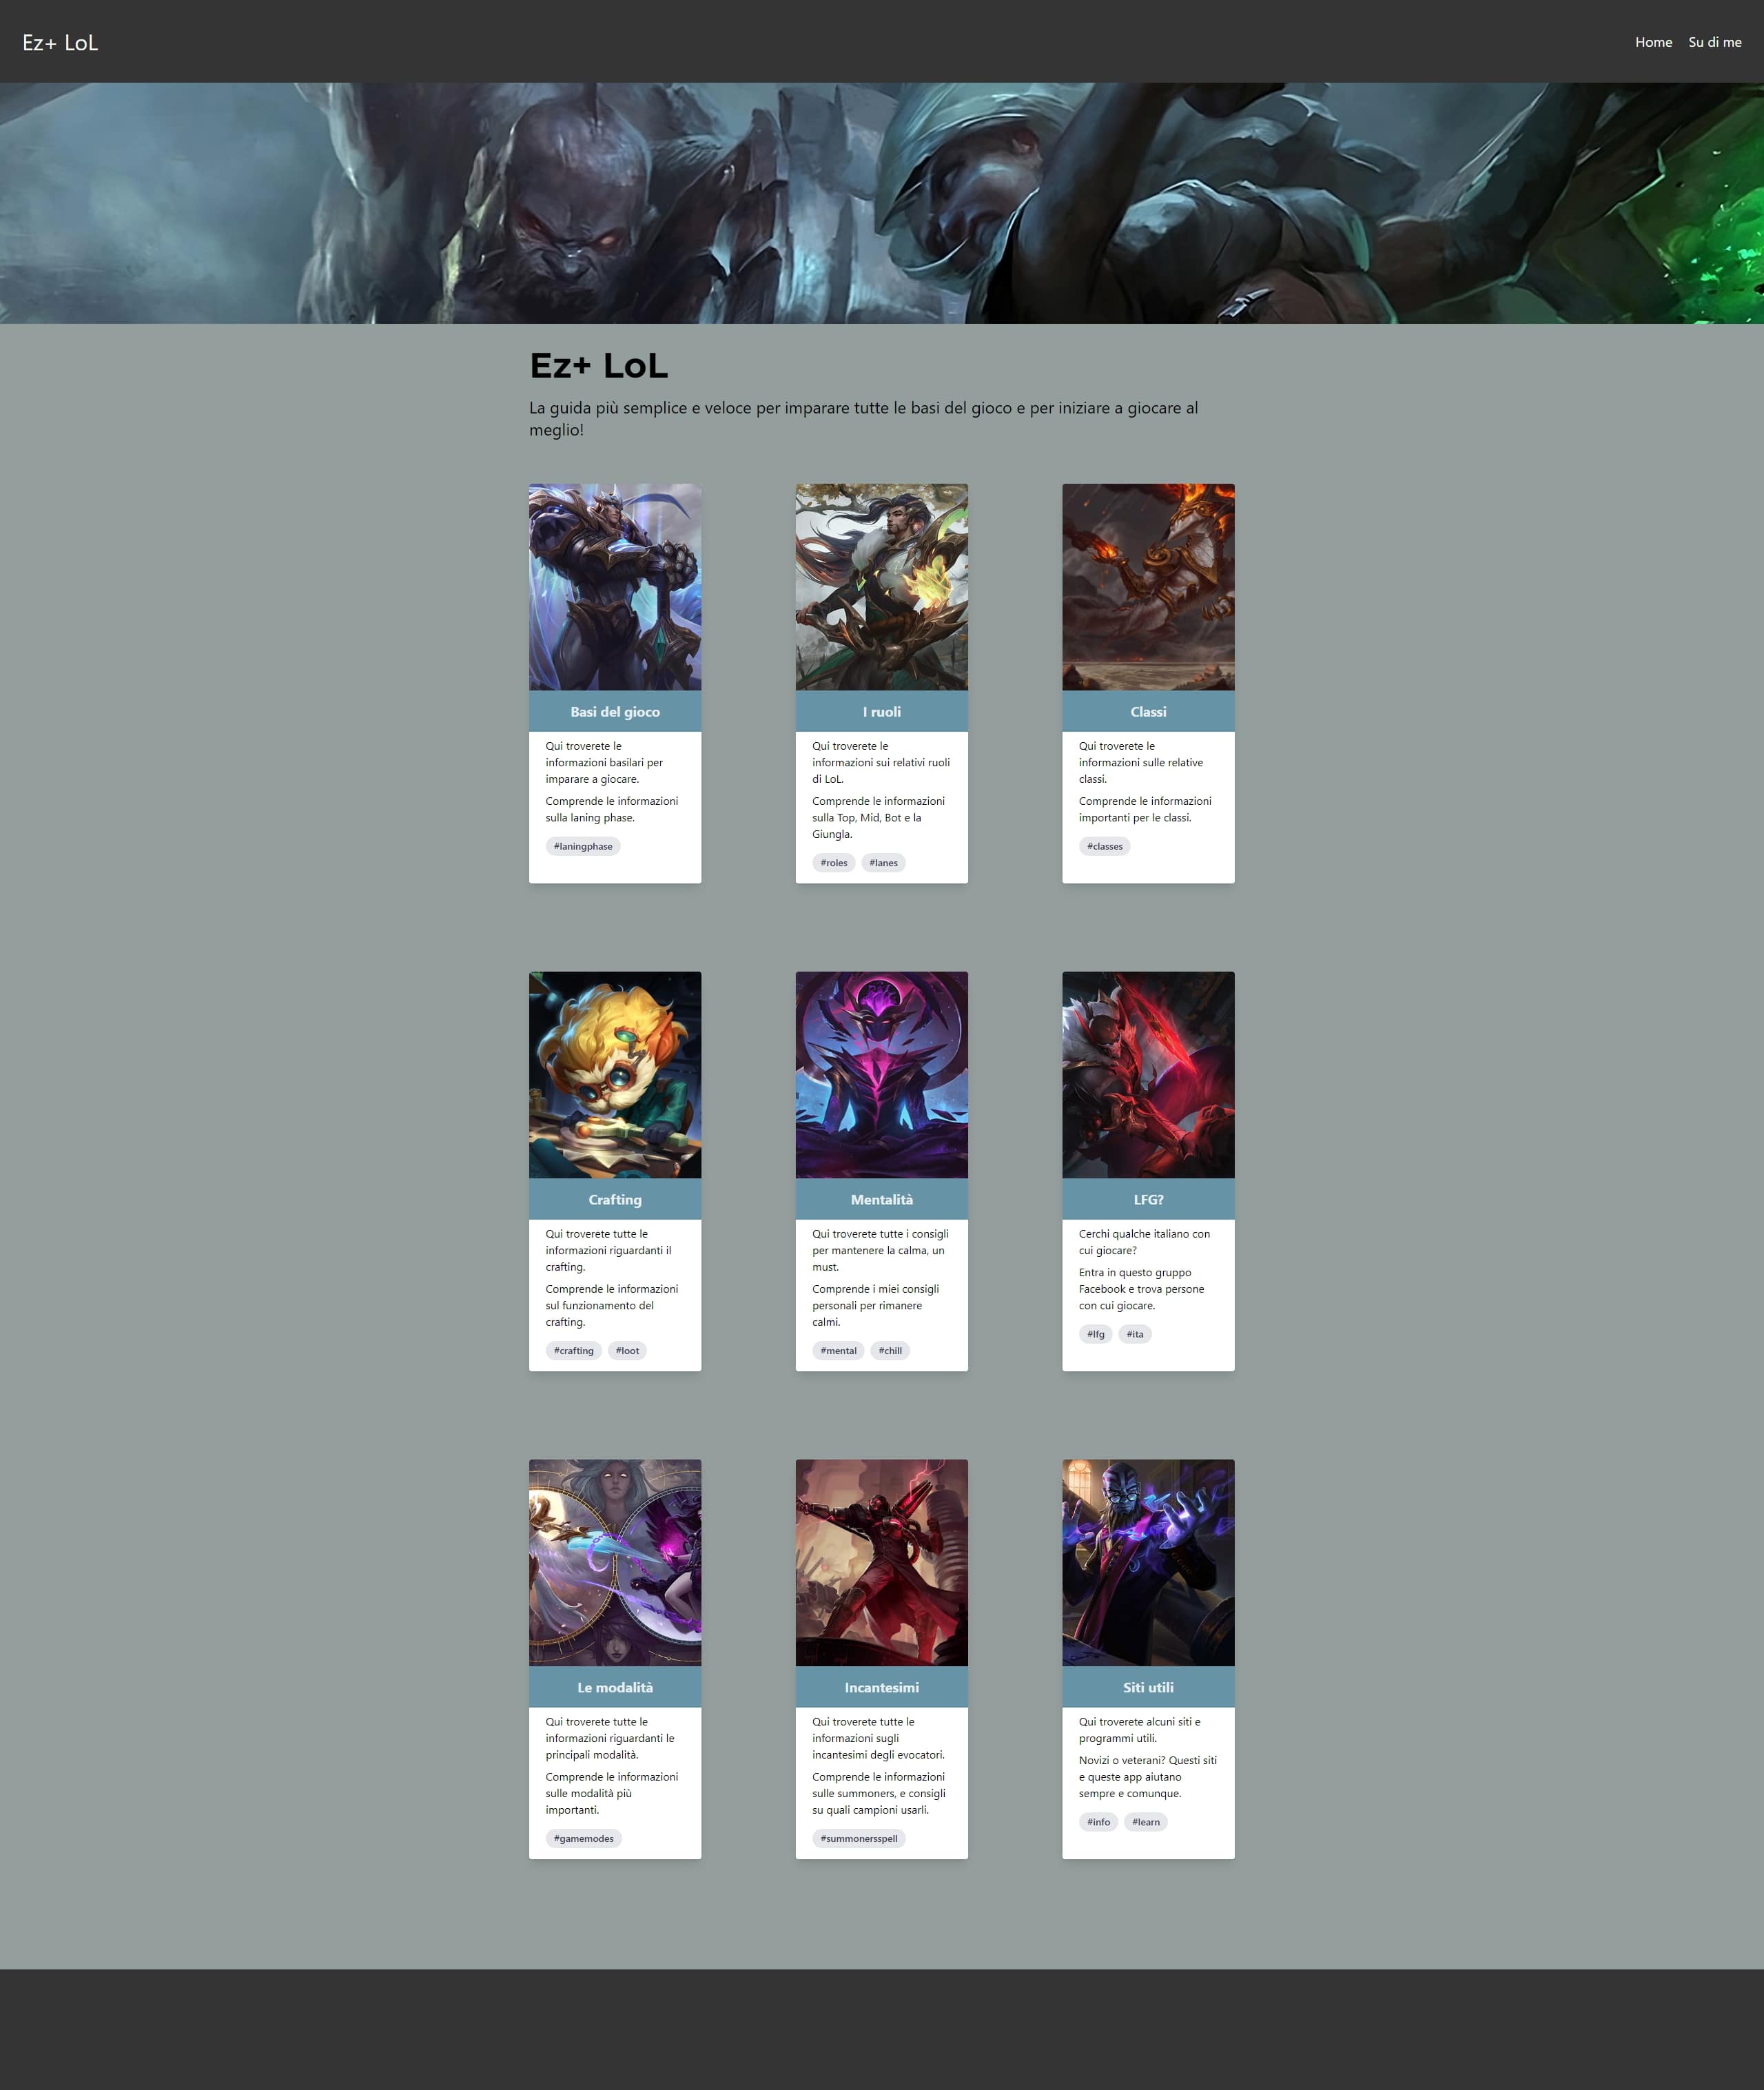 Ez+ LoL
Home Su di me
Ez+ LoL
La guida più semplice e veloce per imparare tutte le basi del gioco e per iniziare a giocare al
meglio!
Basi del gioco
Qui troverete le
informazioni basilari per
imparare a giocare.
Comprende le informazioni
sulla laning phase.
#laningphase
I ruoli
Qui troverete le
informazioni sui relativi ruoli
di LoL.
Comprende le informazioni
sulla Top, Mid, Bot e la
Giungla.
#roles #lanes
Classi
Qui troverete le
informazioni sulle relative
classi.
Comprende le informazioni
importanti per le classi.
#classes
Crafting
Qui troverete tutte le
informazioni riguardanti il
crafting.
Comprende le informazioni
sul funzionamento del
crafting.
#crafting #loot
Mentalità
Qui troverete tutte i consigli
per mantenere la calma, un
must.
Comprende i miei consigli
personali per rimanere
calmi.
#mental #chill
LFG?
Cerchi qualche italiano con
cui giocare?
Entra in questo gruppo
Facebook e trova persone
con cui giocare.
#lfg #ita
Le modalità
Qui troverete tutte le
informazioni riguardanti le
principali modalità.
Comprende le informazioni
sulle modalità più
importanti.
#gamemodes
Incantesimi
Qui troverete tutte le
informazioni sugli
incantesimi degli evocatori.
Comprende le informazioni
sulle summoners, e consigli
su quali campioni usarli.
#summonersspell
Siti utili
Qui troverete alcuni siti e
programmi utili.
Novizi o veterani? Questi siti
e queste app aiutano
sempre e comunque.
#info #learn